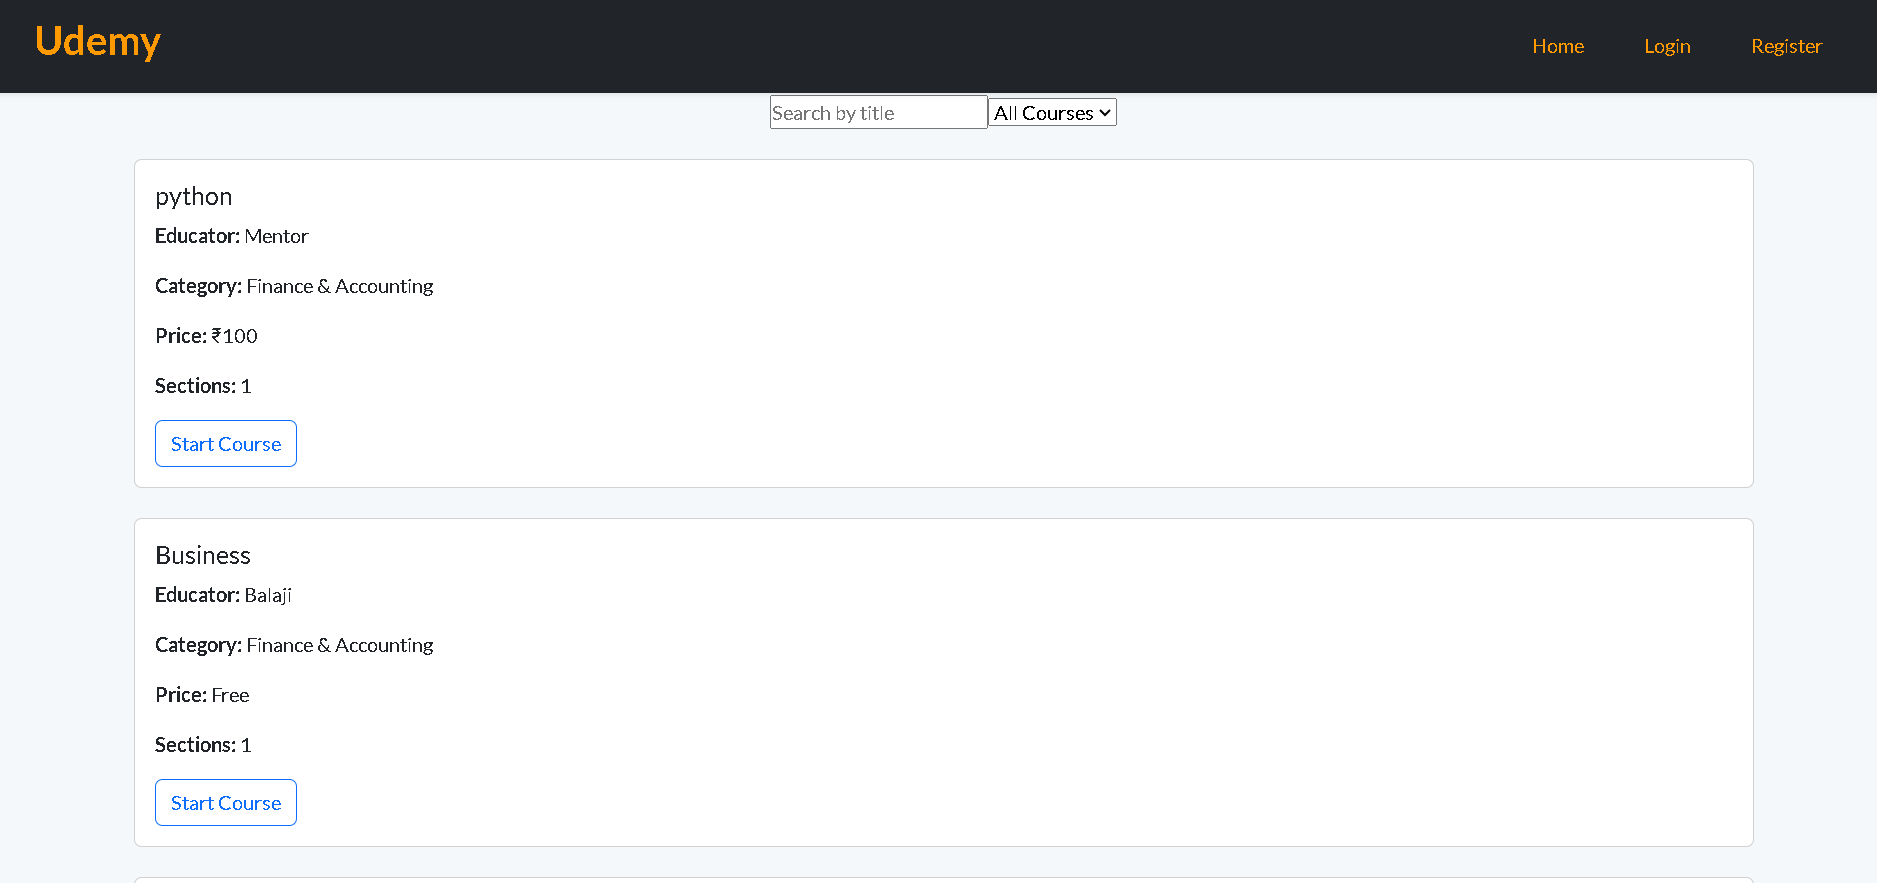 Udemy
Home Login Register
Search by title All Courses
python
Educator: Mentor
Category: Finance & Accounting
Price: ₹100
Sections: 1
Start Course
Business
Educator: Balaji
Category: Finance & Accounting
Price: Free
Sections: 1
Start Course